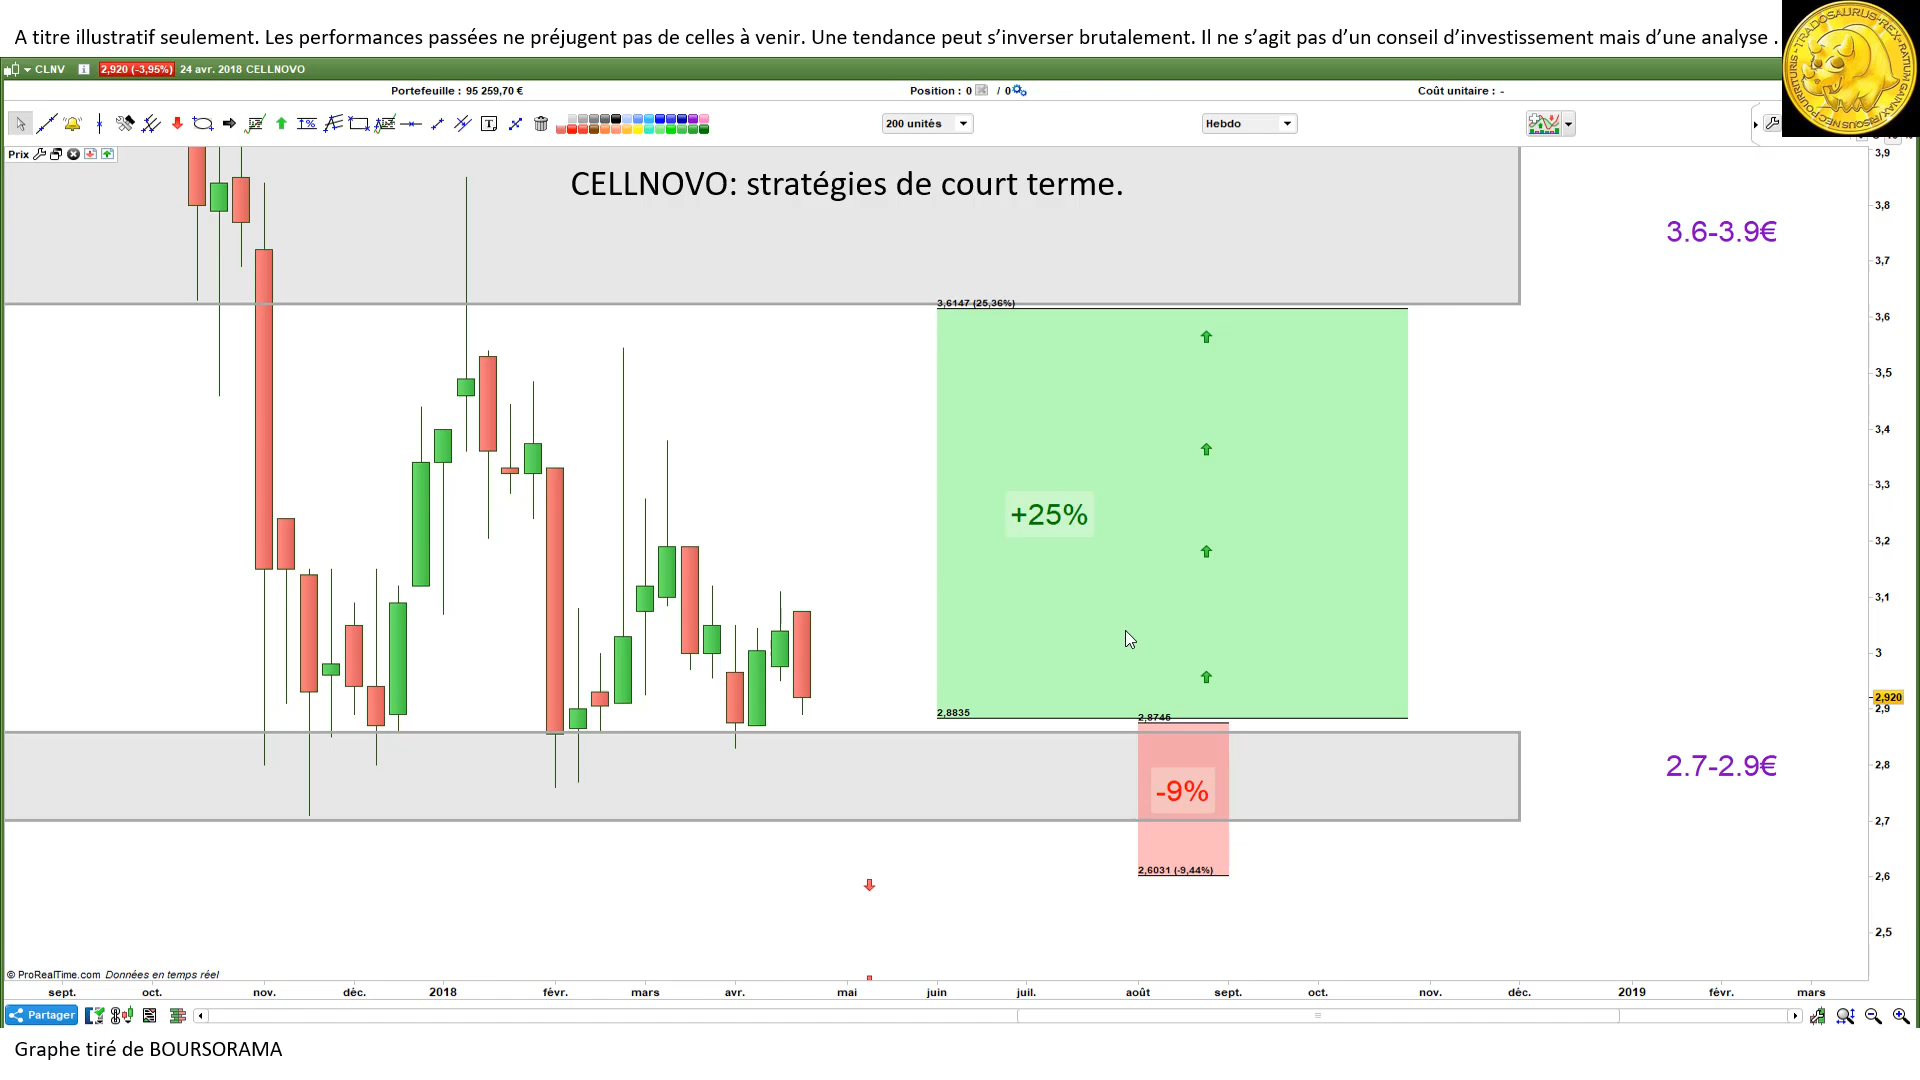 A titre illustratif seulement. Les performances passées ne préjugent pas de celles à venir. Une tendance peut s’inverser brutalement. Il ne s’agit pas d’un conseil d’investissement mais d’une analyse .
CLNV 2,920 (-3,95%) 24 avr. 2018 CELLNOVO
Portefeuille : 95 259,70 € Position : 0 / 0 Coût unitaire : -
200 unités Hebdo
Prix
CELLNOVO: stratégies de court terme.
3,9
3,8
3.6-3.9€
3,7
3,6147 (25,36%)
3,6
3,5
3,4
+25%
3,3
3,2
3,1
3
2,920
2,9
2,8835
2,8745
2.7-2.9€
2,8
-9%
2,7
2,6031 (-9,44%)
2,6
2,5
© ProRealTime.com Données en temps réel
sept. oct. nov. déc. 2018 févr. mars avr. mai juin juil. août sept. oct. nov. déc. 2019 févr. mars
Partager
Graphe tiré de BOURSORAMA